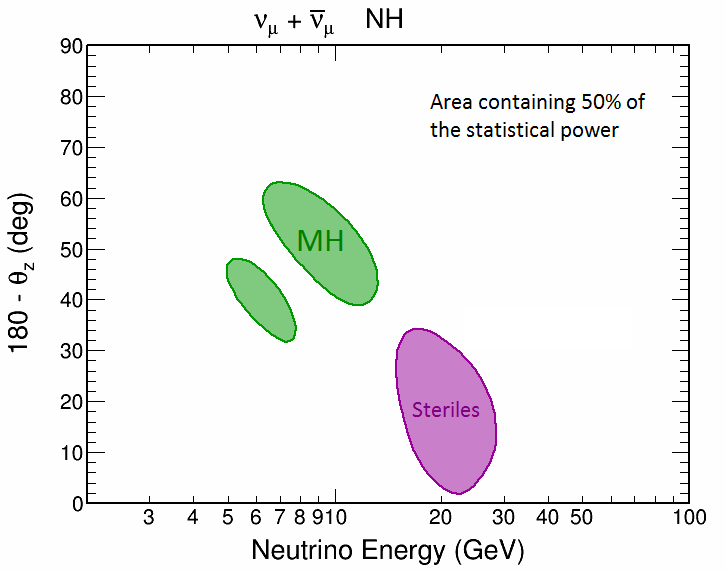 νμ + ν̅μ NH
Area containing 50% of
the statistical power
90
80
70
60
50
40
30
20
10
0
180 - θz (deg)
MH
Steriles
3 4 5 6 7 8 910 20 30 40 50 100
Neutrino Energy (GeV)